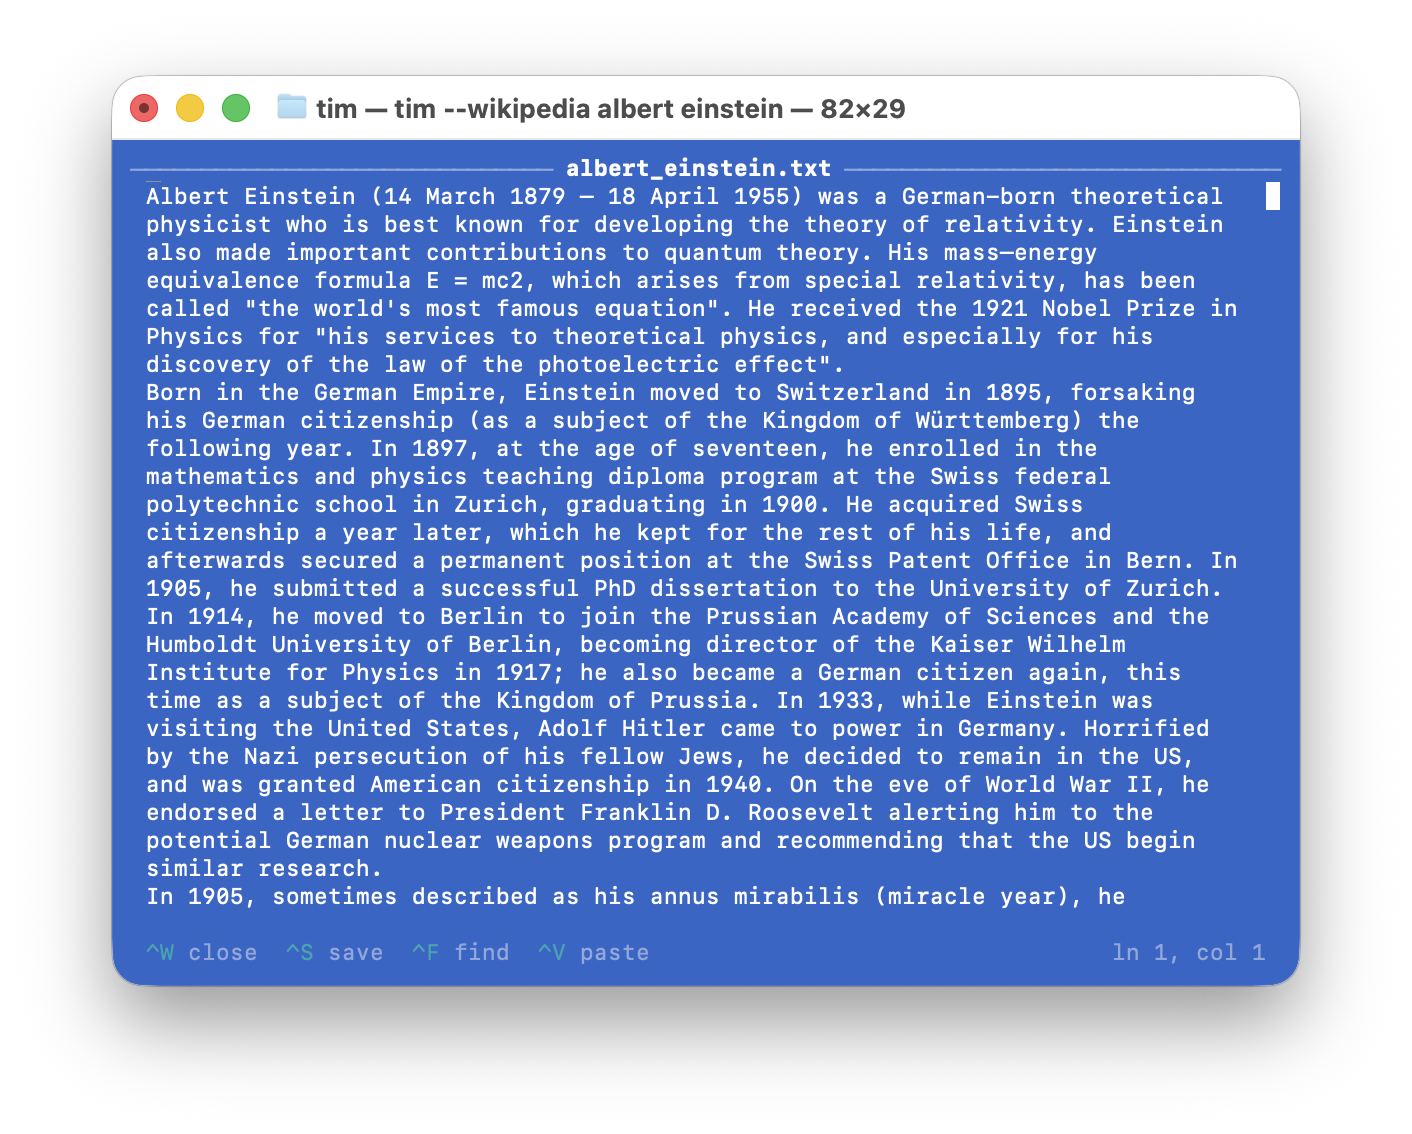 tim — tim --wikipedia albert einstein — 82×29
albert_einstein.txt
Albert Einstein (14 March 1879 – 18 April 1955) was a German-born theoretical
physicist who is best known for developing the theory of relativity. Einstein
also made important contributions to quantum theory. His mass–energy
equivalence formula E = mc2, which arises from special relativity, has been
called "the world's most famous equation". He received the 1921 Nobel Prize in
Physics for "his services to theoretical physics, and especially for his
discovery of the law of the photoelectric effect".
Born in the German Empire, Einstein moved to Switzerland in 1895, forsaking
his German citizenship (as a subject of the Kingdom of Württemberg) the
following year. In 1897, at the age of seventeen, he enrolled in the
mathematics and physics teaching diploma program at the Swiss federal
polytechnic school in Zurich, graduating in 1900. He acquired Swiss
citizenship a year later, which he kept for the rest of his life, and
afterwards secured a permanent position at the Swiss Patent Office in Bern. In
1905, he submitted a successful PhD dissertation to the University of Zurich.
In 1914, he moved to Berlin to join the Prussian Academy of Sciences and the
Humboldt University of Berlin, becoming director of the Kaiser Wilhelm
Institute for Physics in 1917; he also became a German citizen again, this
time as a subject of the Kingdom of Prussia. In 1933, while Einstein was
visiting the United States, Adolf Hitler came to power in Germany. Horrified
by the Nazi persecution of his fellow Jews, he decided to remain in the US,
and was granted American citizenship in 1940. On the eve of World War II, he
endorsed a letter to President Franklin D. Roosevelt alerting him to the
potential German nuclear weapons program and recommending that the US begin
similar research.
In 1905, sometimes described as his annus mirabilis (miracle year), he
^W close ^S save ^F find ^V paste ln 1, col 1